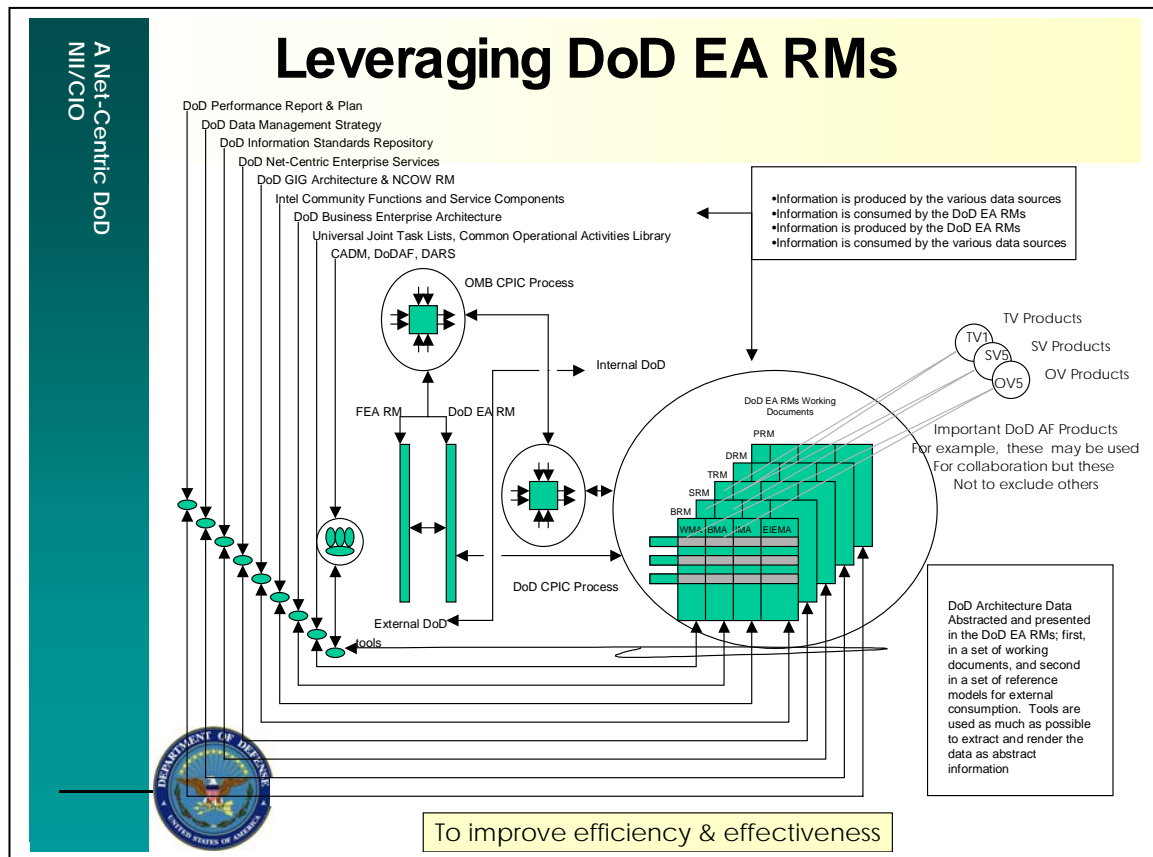 Leveraging DoD EA RMs
A Net-Centric DoD
NII/CIO
DoD Performance Report & Plan
DoD Data Management Strategy
DoD Information Standards Repository
DoD Net-Centric Enterprise Services
DoD GIG Architecture & NCOW RM
Intel Community Functions and Service Components
DoD Business Enterprise Architecture
Universal Joint Task Lists, Common Operational Activities Library
CADM, DoDAF, DARS
•Information is produced by the various data sources
•Information is consumed by the DoD EA RMs
•Information is produced by the DoD EA RMs
•Information is consumed by the various data sources
OMB CPIC Process
Internal DoD
FEA RM
DoD EA RM
TV Products
TV1
SV Products
SV5
OV Products
OV5
DoD EA RMs Working
Documents
Important DoD AF Products
For example, these may be used
For collaboration but these
Not to exclude others
PRM
DRM
TRM
SRM
BRM
WMA
BMA
IMA
EIEMA
DoD CPIC Process
External DoD
tools
DoD Architecture Data
Abstracted and presented
in the DoD EA RMs; first,
in a set of working
documents, and second
in a set of reference
models for external
consumption. Tools are
used as much as possible
to extract and render the
data as abstract
information
DEPARTMENT OF DEFENSE
UNITED STATES OF AMERICA
To improve efficiency & effectiveness